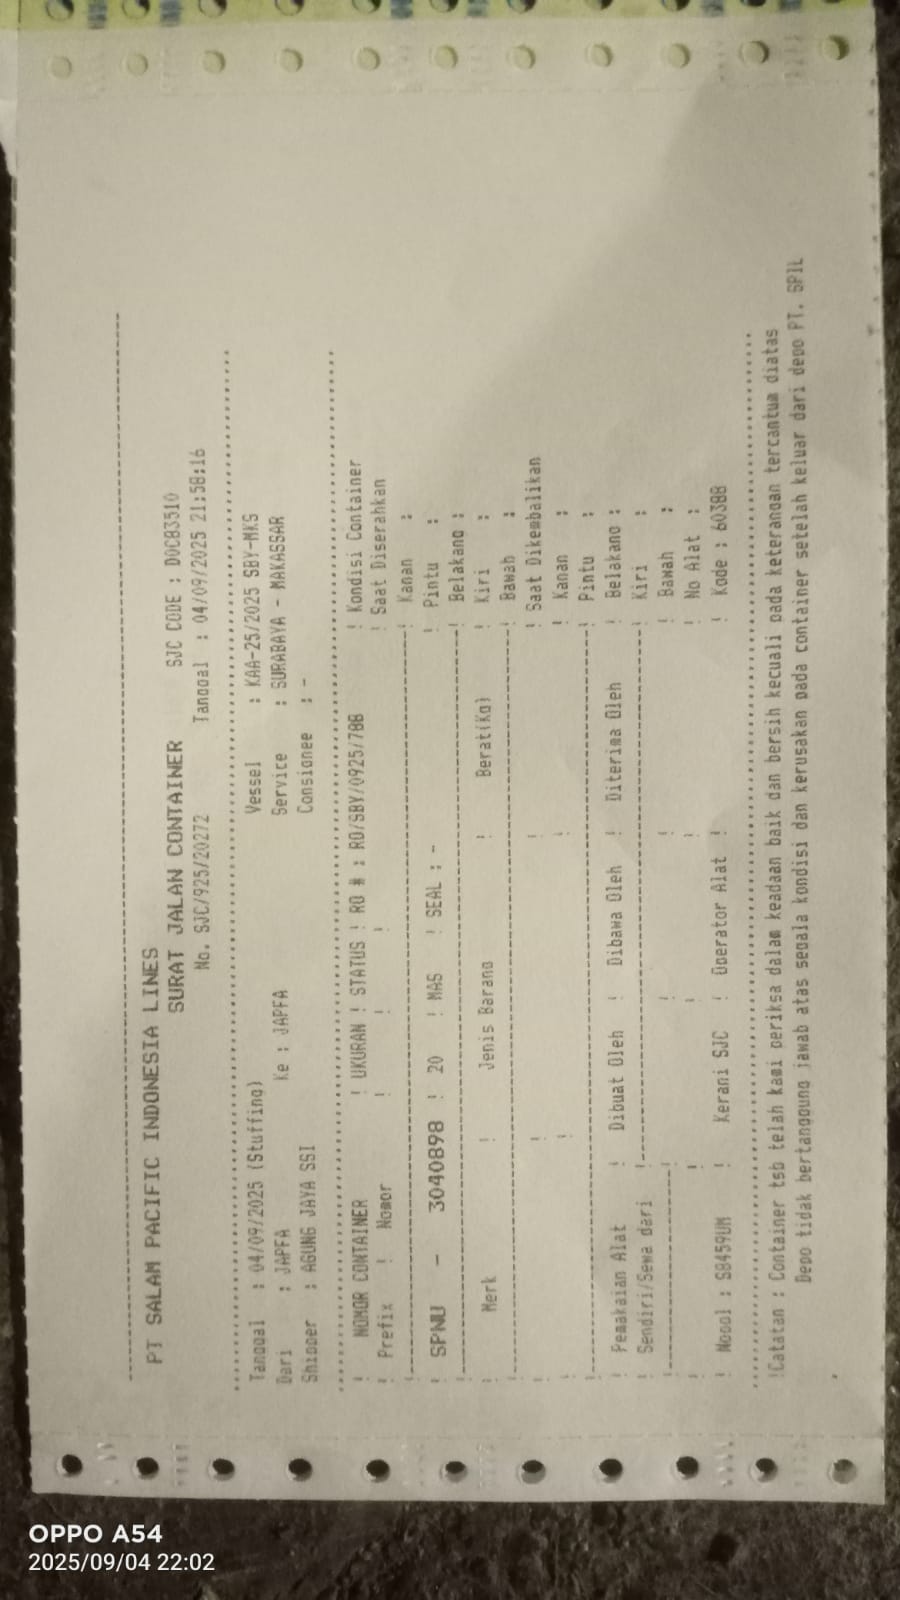 PT SALAM PACIFIC INDONESIA LINES
SURAT JALAN CONTAINER SJC CODE : DOC83510
No. SJC/925/20272 Tanggal : 04/09/2025 21:58:16
Tanggal : 04/09/2025 (Stuffing) Vessel : KAA-25/2025 SBY-MKS
Dari : JAPFA Ke : JAPFA Service : SURABAYA - MAKASSAR
Shipper : AGUNG JAYA SSI Consignee : -
! NOMOR CONTAINER ! UKURAN ! STATUS ! RO # : RO/SBY/0925/788 ! Kondisi Container
! Prefix ! Nomor ! ! ! ! Saat Diserahkan
Kanan :
! SPNU - 3040898 ! 20 ! MAS ! SEAL : - ! Pintu :
Belakang :
! Merk ! Jenis Barang ! Berat(Kg) ! Kiri :
Bawah :
! ! ! ! Saat Dikembalikan
! ! ! ! Kanan :
Pintu :
! Pemakaian Alat ! Dibuat Oleh ! Dibawa Oleh ! Diterima Oleh ! Belakang :
! Sendiri/Sewa dari ! Kiri :
! ! ! ! Bawah :
! ! ! ! ! No Alat :
! Nopol : S8459UM ! Kerani SJC ! Operator Alat ! ! Kode : 60388
!Catatan : Container tsb telah kami periksa dalam keadaan baik dan bersih kecuali pada keterangan tercantum diatas
Depo tidak bertanggung jawab atas segala kondisi dan kerusakan pada container setelah keluar dari depo PT. SPIL
OPPO A54
2025/09/04 22:02